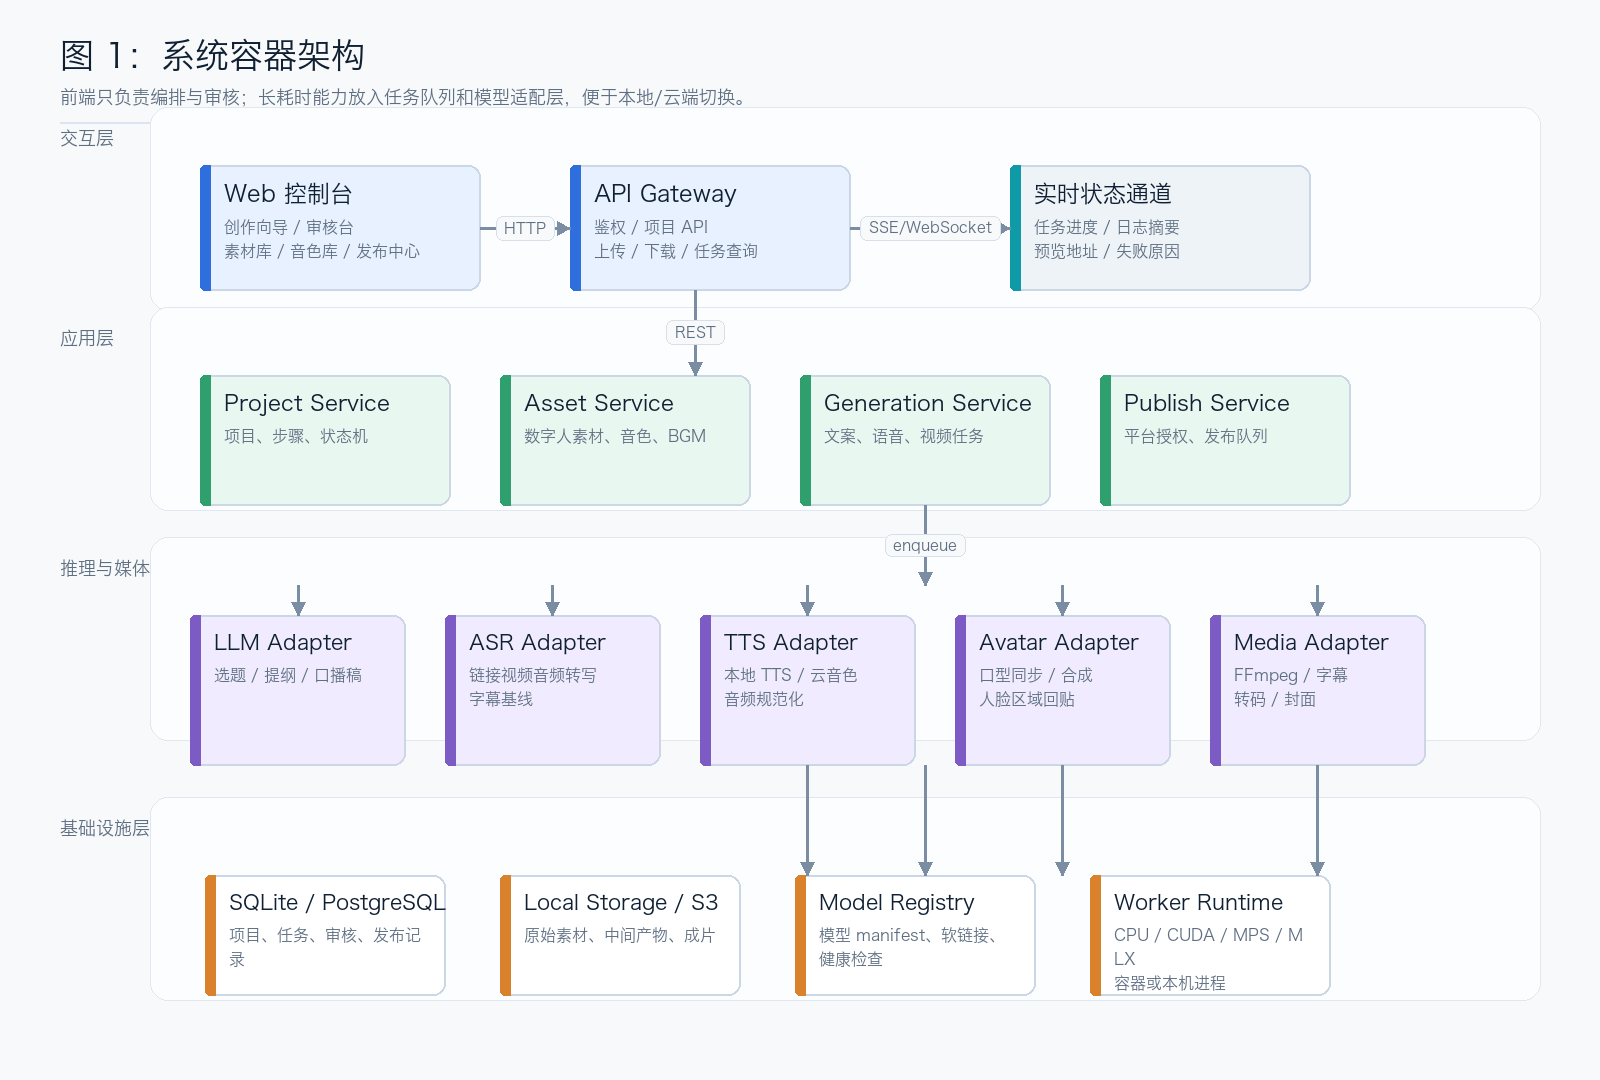 图 1：系统容器架构
前端只负责编排与审核；长耗时能力放入任务队列和模型适配层，便于本地/云端切换。
交互层
Web 控制台
创作向导 / 审核台
素材库 / 音色库 / 发布中心
HTTP
API Gateway
鉴权 / 项目 API
上传 / 下载 / 任务查询
SSE/WebSocket
实时状态通道
任务进度 / 日志摘要
预览地址 / 失败原因
REST
应用层
Project Service
项目、步骤、状态机
Asset Service
数字人素材、音色、BGM
Generation Service
文案、语音、视频任务
Publish Service
平台授权、发布队列
enqueue
推理与媒体
LLM Adapter
选题 / 提纲 / 口播稿
ASR Adapter
链接视频音频转写
字幕基线
TTS Adapter
本地 TTS / 云音色
音频规范化
Avatar Adapter
口型同步 / 合成
人脸区域回贴
Media Adapter
FFmpeg / 字幕
转码 / 封面
基础设施层
SQLite / PostgreSQL
项目、任务、审核、发布记
录
Local Storage / S3
原始素材、中间产物、成片
Model Registry
模型 manifest、软链接、
健康检查
Worker Runtime
CPU / CUDA / MPS / M
LX
容器或本机进程